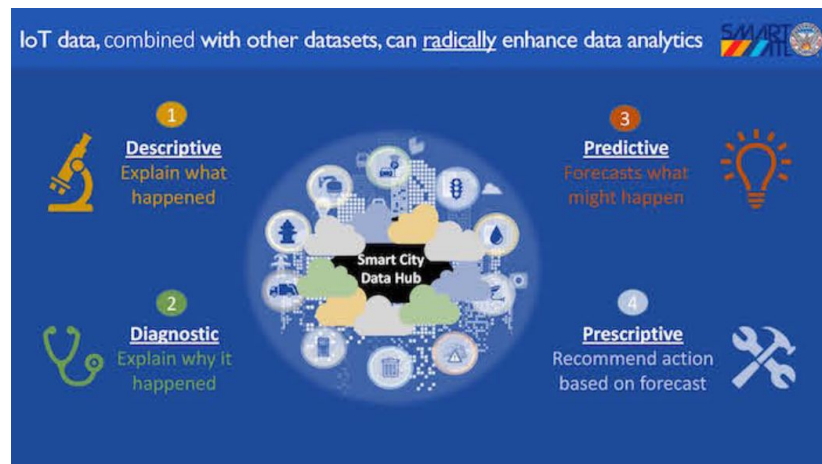 IoT data, combined with other datasets, can radically enhance data analytics
SMART
ATL
1
Descriptive
Explain what
happened
2
Diagnostic
Explain why it
happened
Smart City
Data Hub
3
Predictive
Forecasts what
might happen
4
Prescriptive
Recommend action
based on forecast